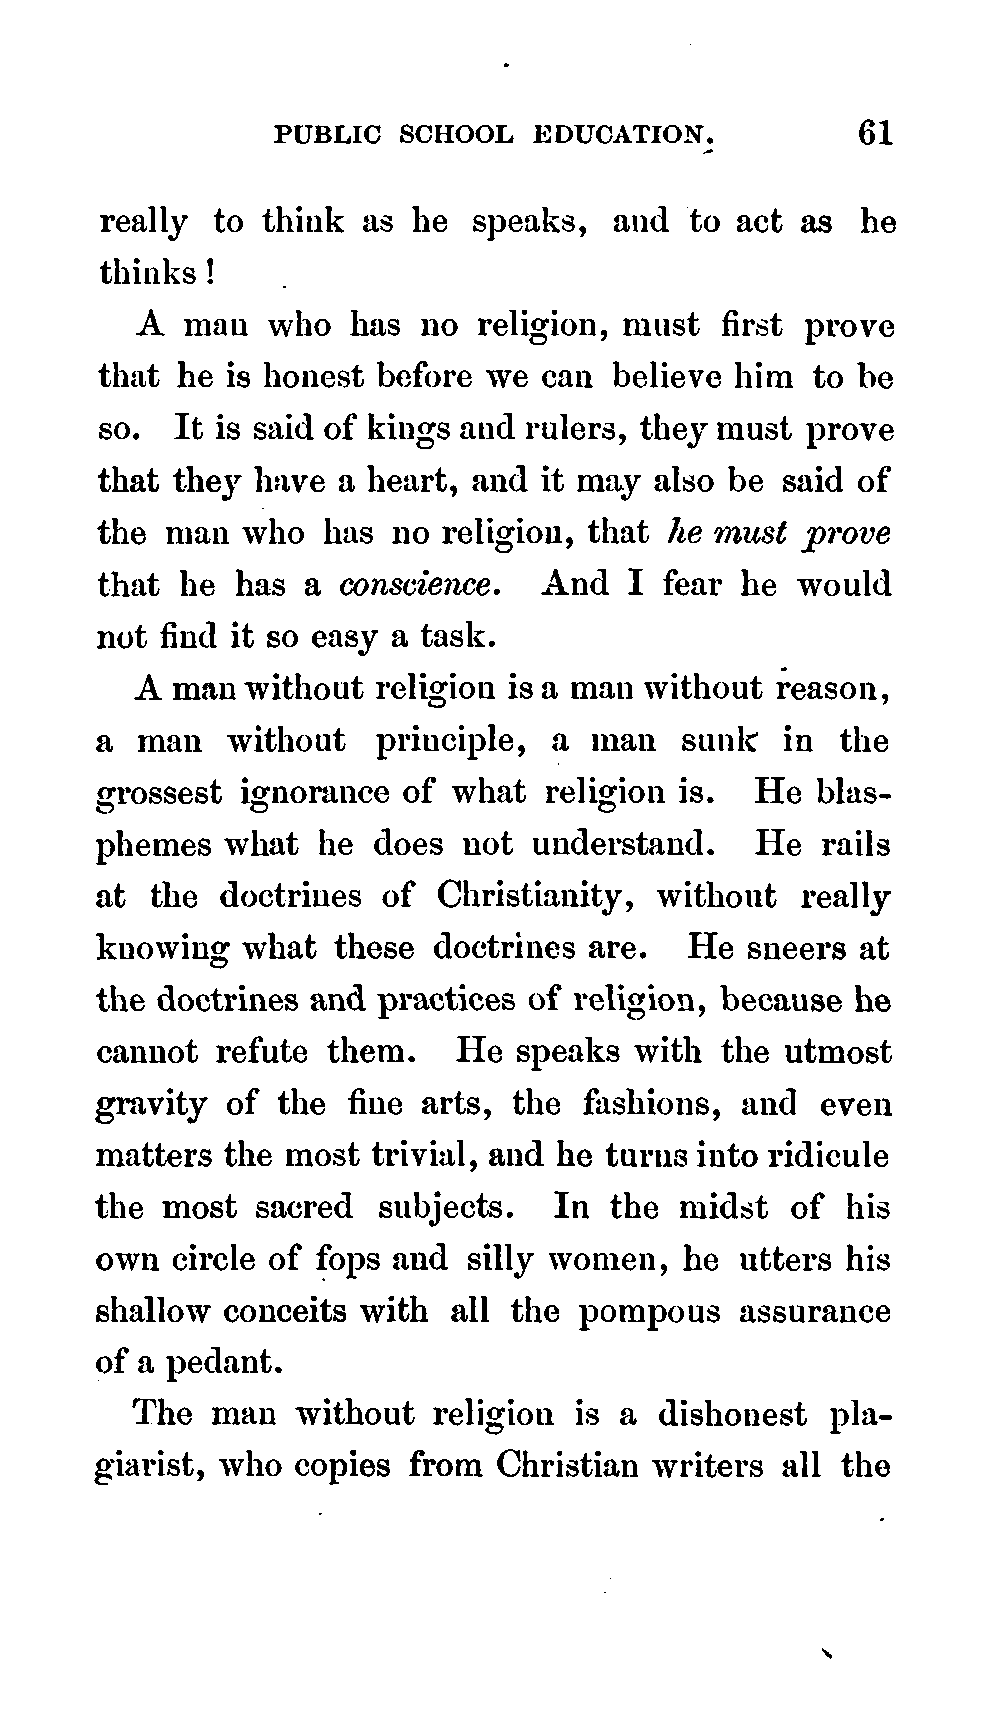 PUBLIC SCHOOL EDUCATION. 61
really to think as he speaks, and to act as he
thinks!
A man who has no religion, must first prove
that he is honest before we can believe him to be
so. It is said of kings and rulers, they must prove
that they have a heart, and it may also be said of
the man who has no religion, that he must prove
that he has a conscience. And I fear he would
not find it so easy a task.
A man without religion is a man without reason,
a man without principle, a man sunk in the
grossest ignorance of what religion is. He blas-
phemes what he does not understand. He rails
at the doctrines of Christianity, without really
knowing what these doctrines are. He sneers at
the doctrines and practices of religion, because he
cannot refute them. He speaks with the utmost
gravity of the fine arts, the fashions, and even
matters the most trivial, and he turns into ridicule
the most sacred subjects. In the midst of his
own circle of fops and silly women, he utters his
shallow conceits with all the pompous assurance
of a pedant.
The man without religion is a dishonest pla-
giarist, who copies from Christian writers all the